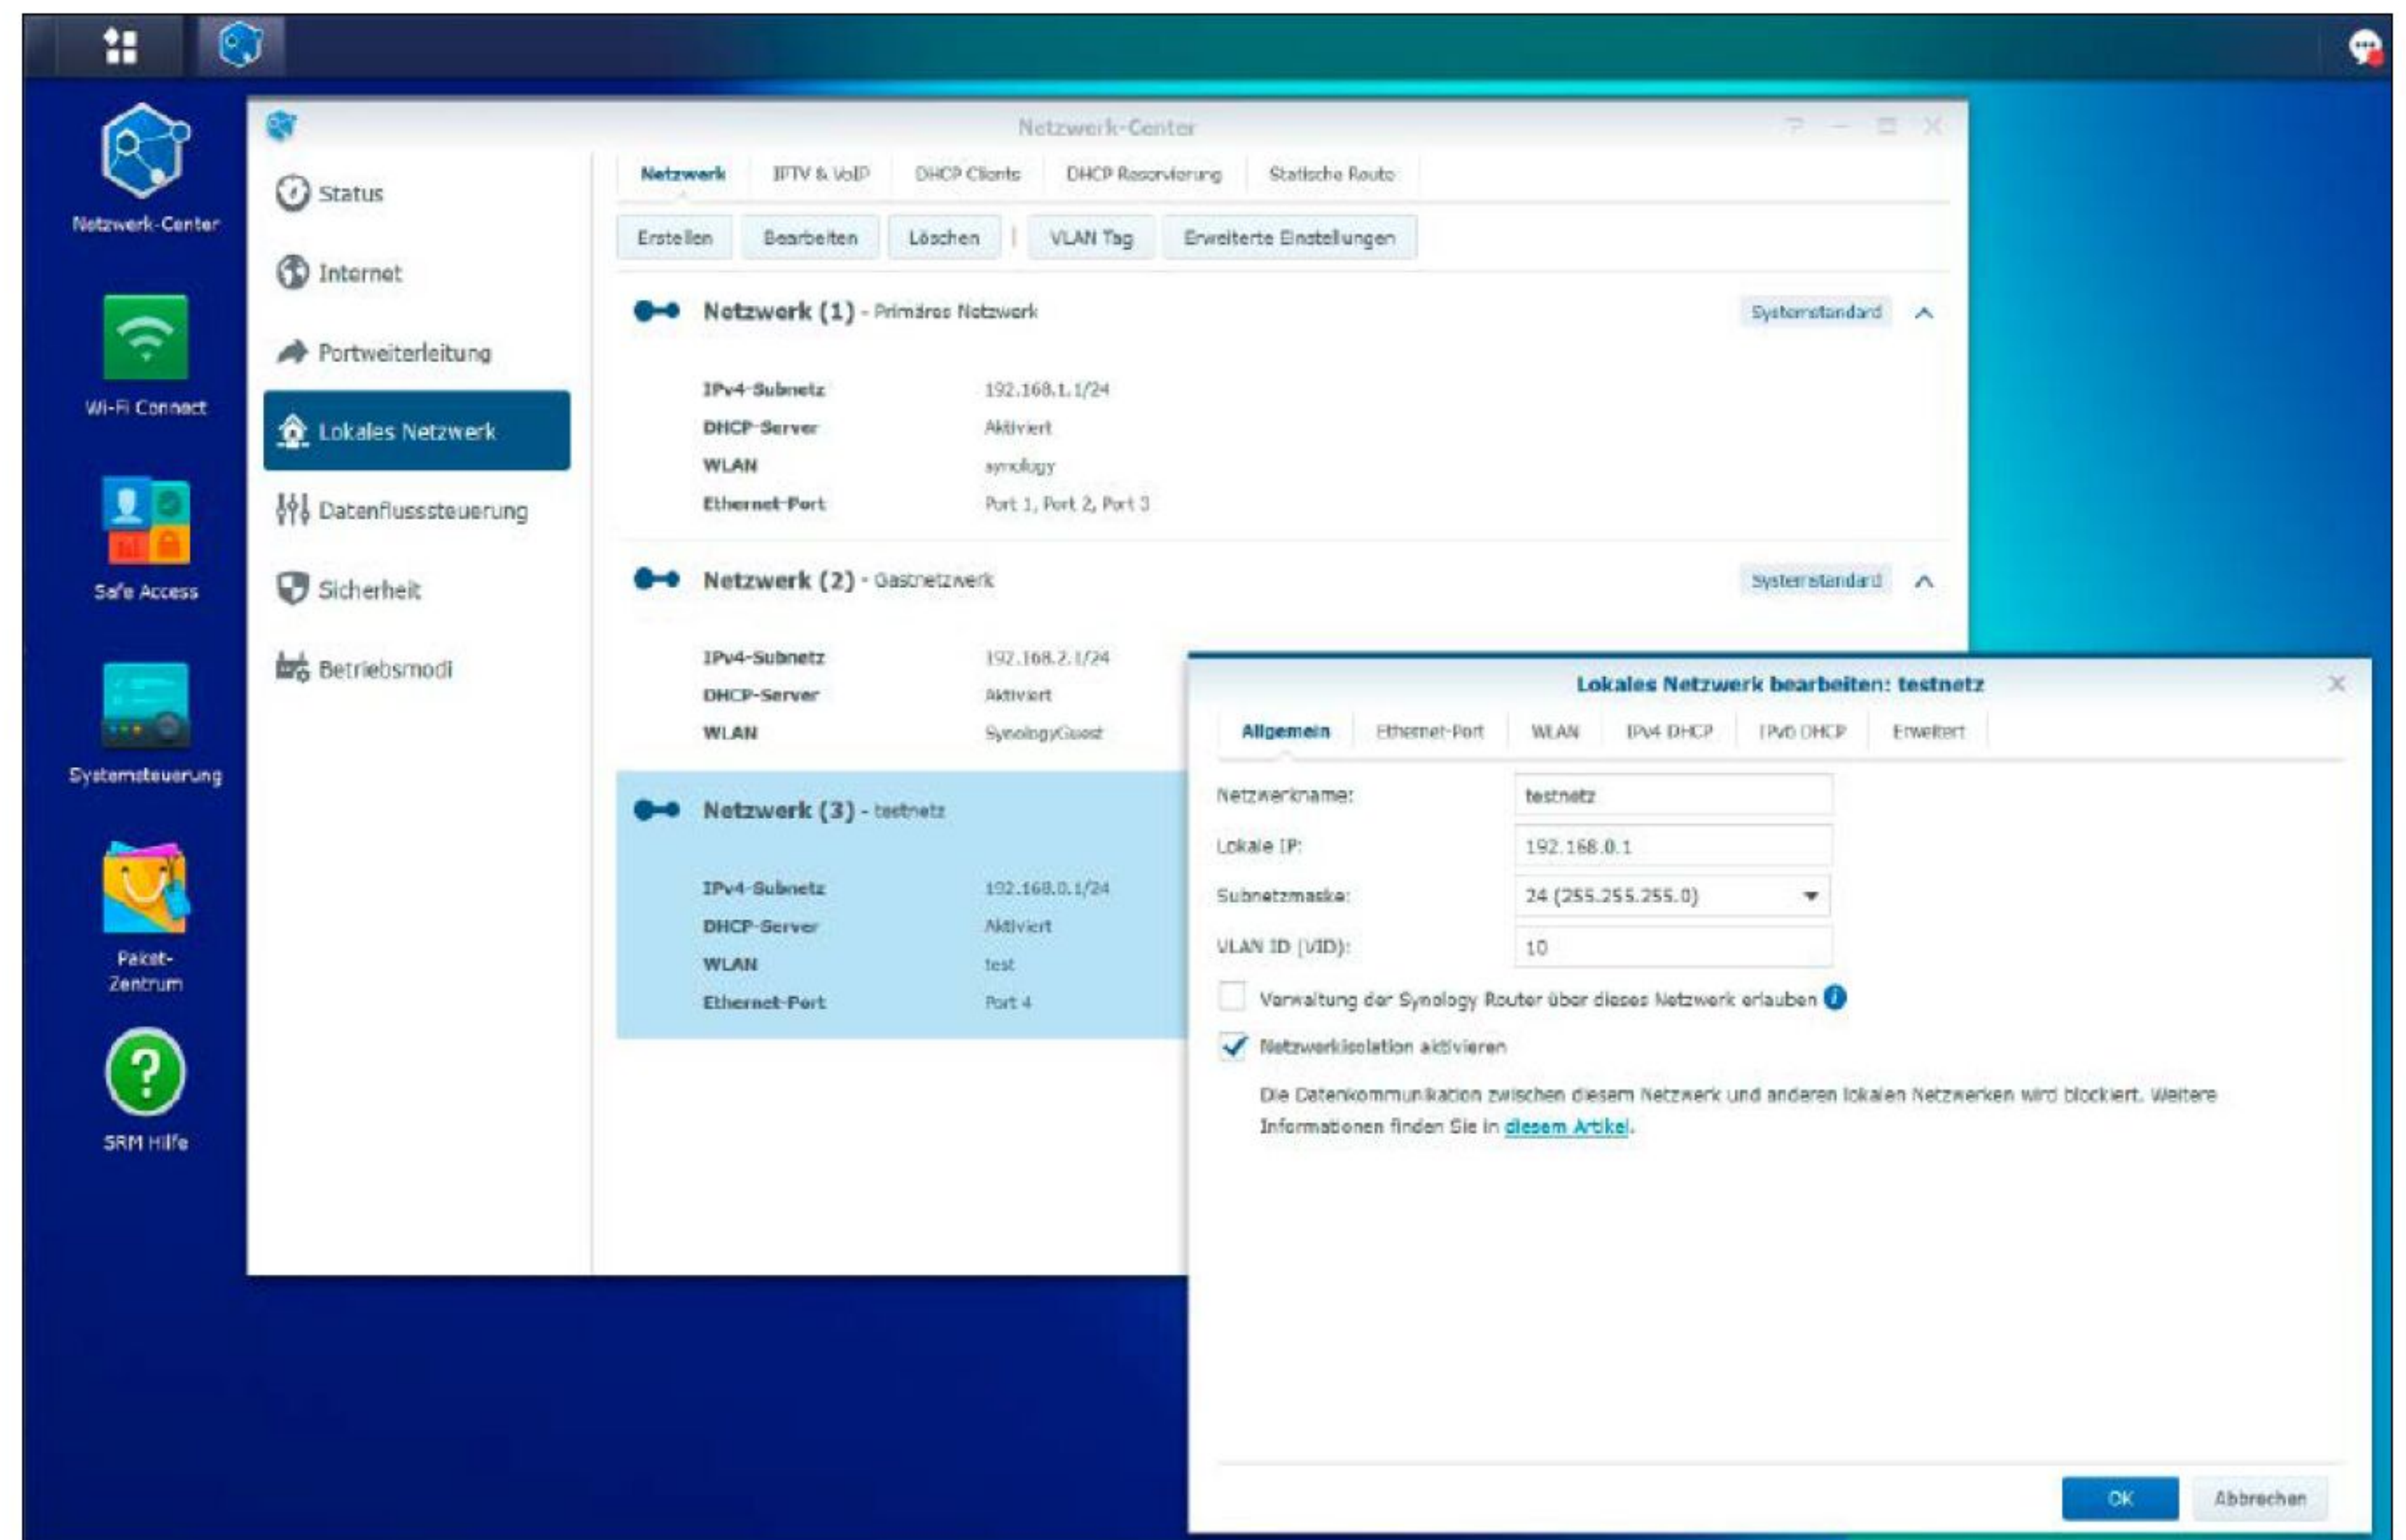 Netzwerk-Center
Wi-Fi Connect
Safe Access
Systemsteuerung
Paket-
Zentrum
SRM Hilfe
Netzwerk-Center
Status
Internet
Portweiterleitung
Lokales Netzwerk
Datenflusssteuerung
Sicherheit
Betriebsmodi
Netzwerk IPTV & VoIP DHCP Clients DHCP Reservierung Statische Route
Erstellen Bearbeiten Löschen VLAN Tag Erweiterte Einstellungen
Netzwerk (1) - Primäres Netzwerk Systemstandard
IPv4-Subnetz 192.168.1.1/24
DHCP-Server Aktiviert
WLAN synology
Ethernet-Port Port 1, Port 2, Port 3
Netzwerk (2) - Gastnetzwerk Systemstandard
IPv4-Subnetz 192.168.2.1/24
DHCP-Server Aktiviert
WLAN SynologyGuest
Netzwerk (3) - testnetz
IPv4-Subnetz 192.168.0.1/24
DHCP-Server Aktiviert
WLAN test
Ethernet-Port Port 4
Lokales Netzwerk bearbeiten: testnetz
Allgemein Ethernet-Port WLAN IPv4 DHCP IPv6 DHCP Erweitert
Netzwerkname: testnetz
Lokale IP: 192.168.0.1
Subnetzmaske: 24 (255.255.255.0)
VLAN ID (VID): 10
Verwaltung der Synology Router über dieses Netzwerk erlauben
Netzwerkisolation aktivieren
Die Datenkommunikation zwischen diesem Netzwerk und anderen lokalen Netzwerken wird blockiert. Weitere
Informationen finden Sie in diesem Artikel.
OK Abbrechen